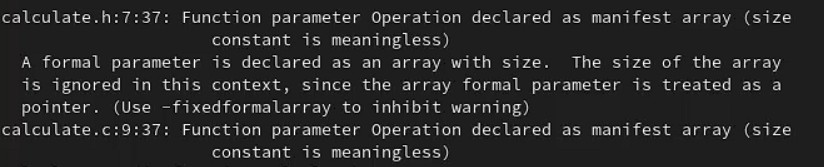 calculate.h:7:37: Function parameter Operation declared as manifest array (size
constant is meaningless)
A formal parameter is declared as an array with size.  The size of the array
is ignored in this context, since the array formal parameter is treated as a
pointer. (Use -fixedformalarray to inhibit warning)
calculate.c:9:37: Function parameter Operation declared as manifest array (size
constant is meaningless)